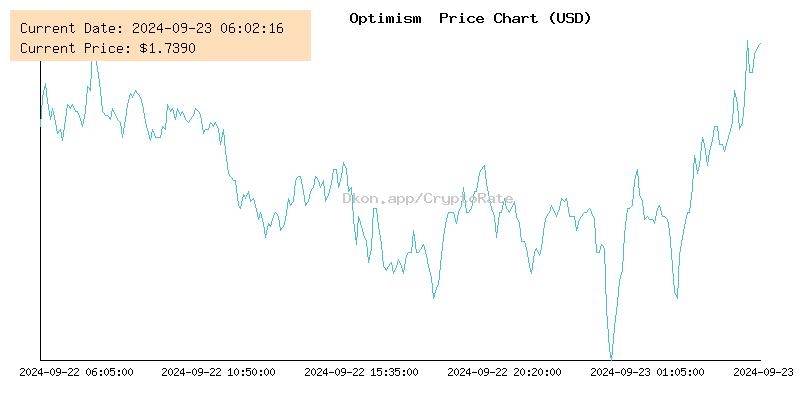 Optimism  Price Chart (USD)
Current Date: 2024-09-23 06:02:16
Current Price: $1.7390
Dkon.app/CryptoRate
2024-09-22 06:05:00 2024-09-22 10:50:00 2024-09-22 15:35:00 2024-09-22 20:20:00 2024-09-23 01:05:00 2024-09-23